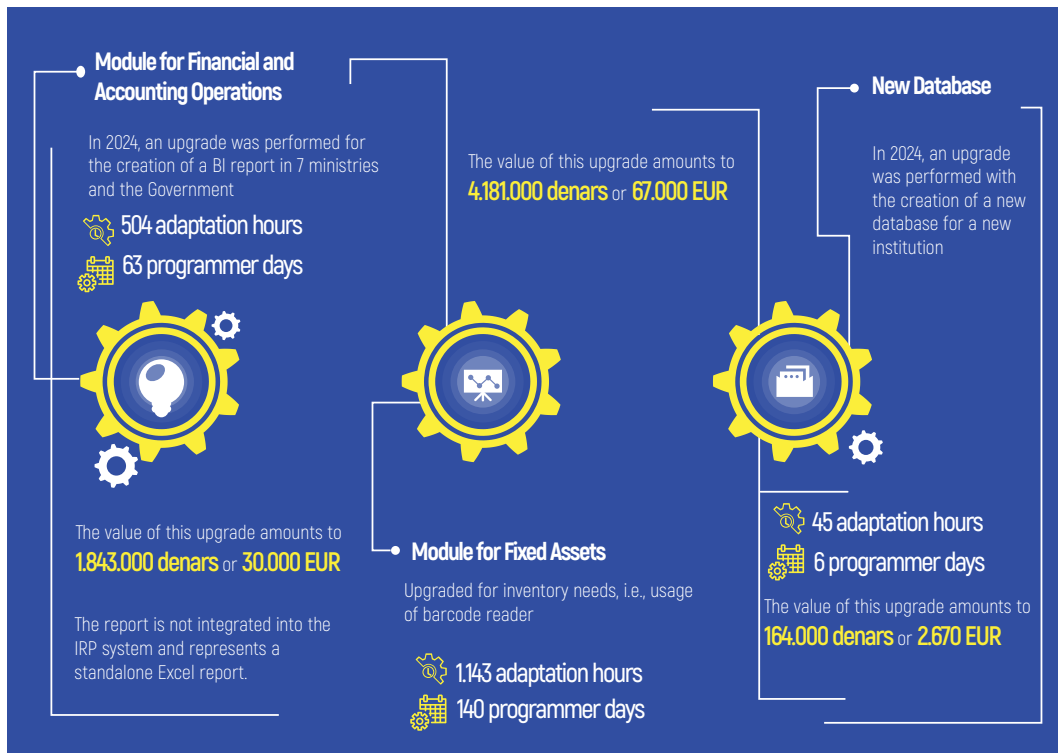 Module for Financial and
Accounting Operations
In 2024, an upgrade was performed for
the creation of a BI report in 7 ministries
and the Government
504 adaptation hours
63 programmer days
The value of this upgrade amounts to
1.843.000 denars or 30.000 EUR
The report is not integrated into the
IRP system and represents a
standalone Excel report.
The value of this upgrade amounts to
4.181.000 denars or 67.000 EUR
Module for Fixed Assets
Upgraded for inventory needs, i.e., usage
of barcode reader
1.143 adaptation hours
140 programmer days
New Database
In 2024, an upgrade
was performed with
the creation of a new
database for a new
institution
45 adaptation hours
6 programmer days
The value of this upgrade amounts to
164.000 denars or 2.670 EUR